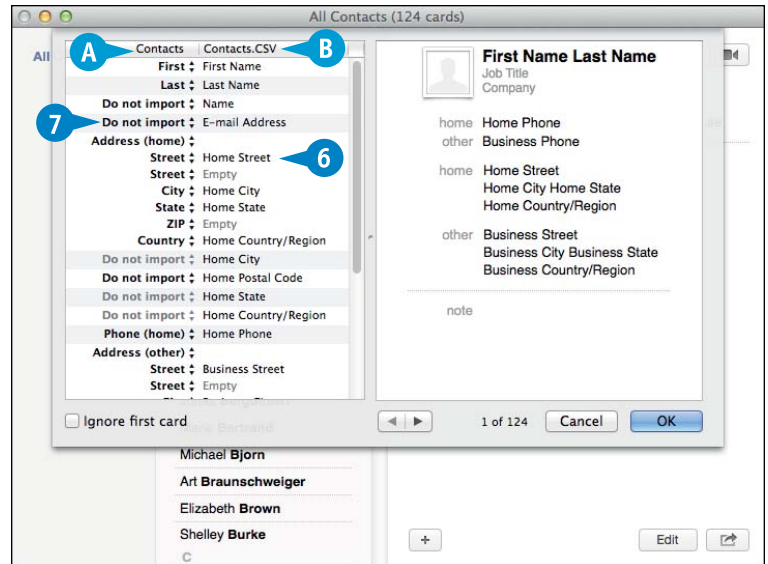 All Contacts (124 cards)
All
A
Contacts
Contacts.CSV
B
First First Name
Last Last Name
Do not import Name
7
Do not import E-mail Address
Address (home)
Street Home Street
6
Street Empty
City Home City
State Home State
ZIP Empty
Country Home Country/Region
Do not import Home City
Do not import Home Postal Code
Do not import Home State
Do not import Home Country/Region
Phone (home) Home Phone
Address (other)
Street Business Street
Street Empty
First Name Last Name
Job Title
Company
home Home Phone
other Business Phone
home Home Street
Home City Home State
Home Country/Region
other Business Street
Business City Business State
Business Country/Region
note
Ignore first card
1 of 124
Cancel
OK
Bertrand
Michael Bjorn
Art Braunschweiger
Elizabeth Brown
Shelley Burke
C
+
Edit